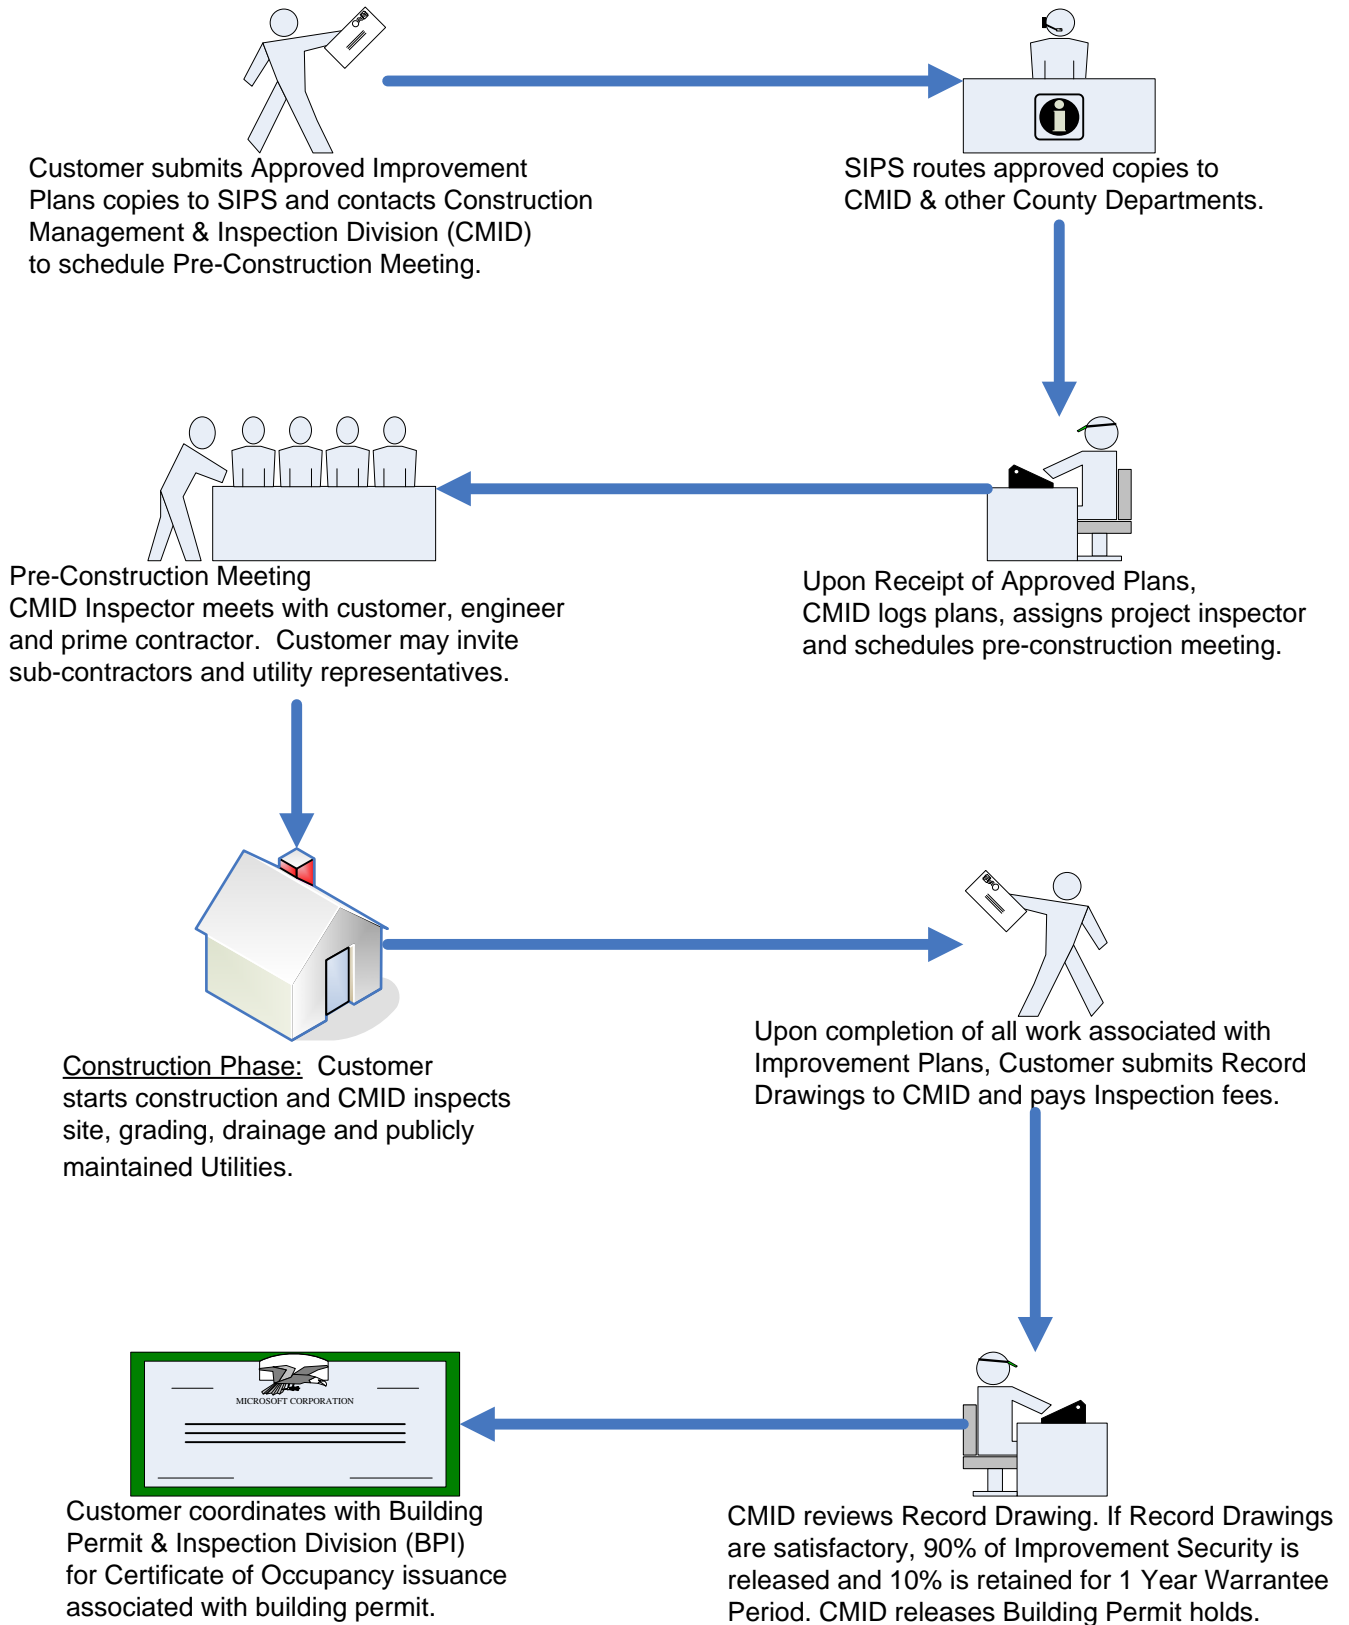 Customer submits Approved Improvement
Plans copies to SIPS and contacts Construction
Management & Inspection Division (CMID)
to schedule Pre-Construction Meeting.
SIPS routes approved copies to
CMID & other County Departments.
Upon Receipt of Approved Plans,
CMID logs plans, assigns project inspector
and schedules pre-construction meeting.
Pre-Construction Meeting
CMID Inspector meets with customer, engineer
and prime contractor.  Customer may invite
sub-contractors and utility representatives.
Construction Phase:  Customer
starts construction and CMID inspects
site, grading, drainage and publicly
maintained Utilities.
Upon completion of all work associated with
Improvement Plans, Customer submits Record
Drawings to CMID and pays Inspection fees.
CMID reviews Record Drawing. If Record Drawings
are satisfactory, 90% of Improvement Security is
released and 10% is retained for 1 Year Warrantee
Period. CMID releases Building Permit holds.
MICROSOFT CORPORATION
Customer coordinates with Building
Permit & Inspection Division (BPI)
for Certificate of Occupancy issuance
associated with building permit.